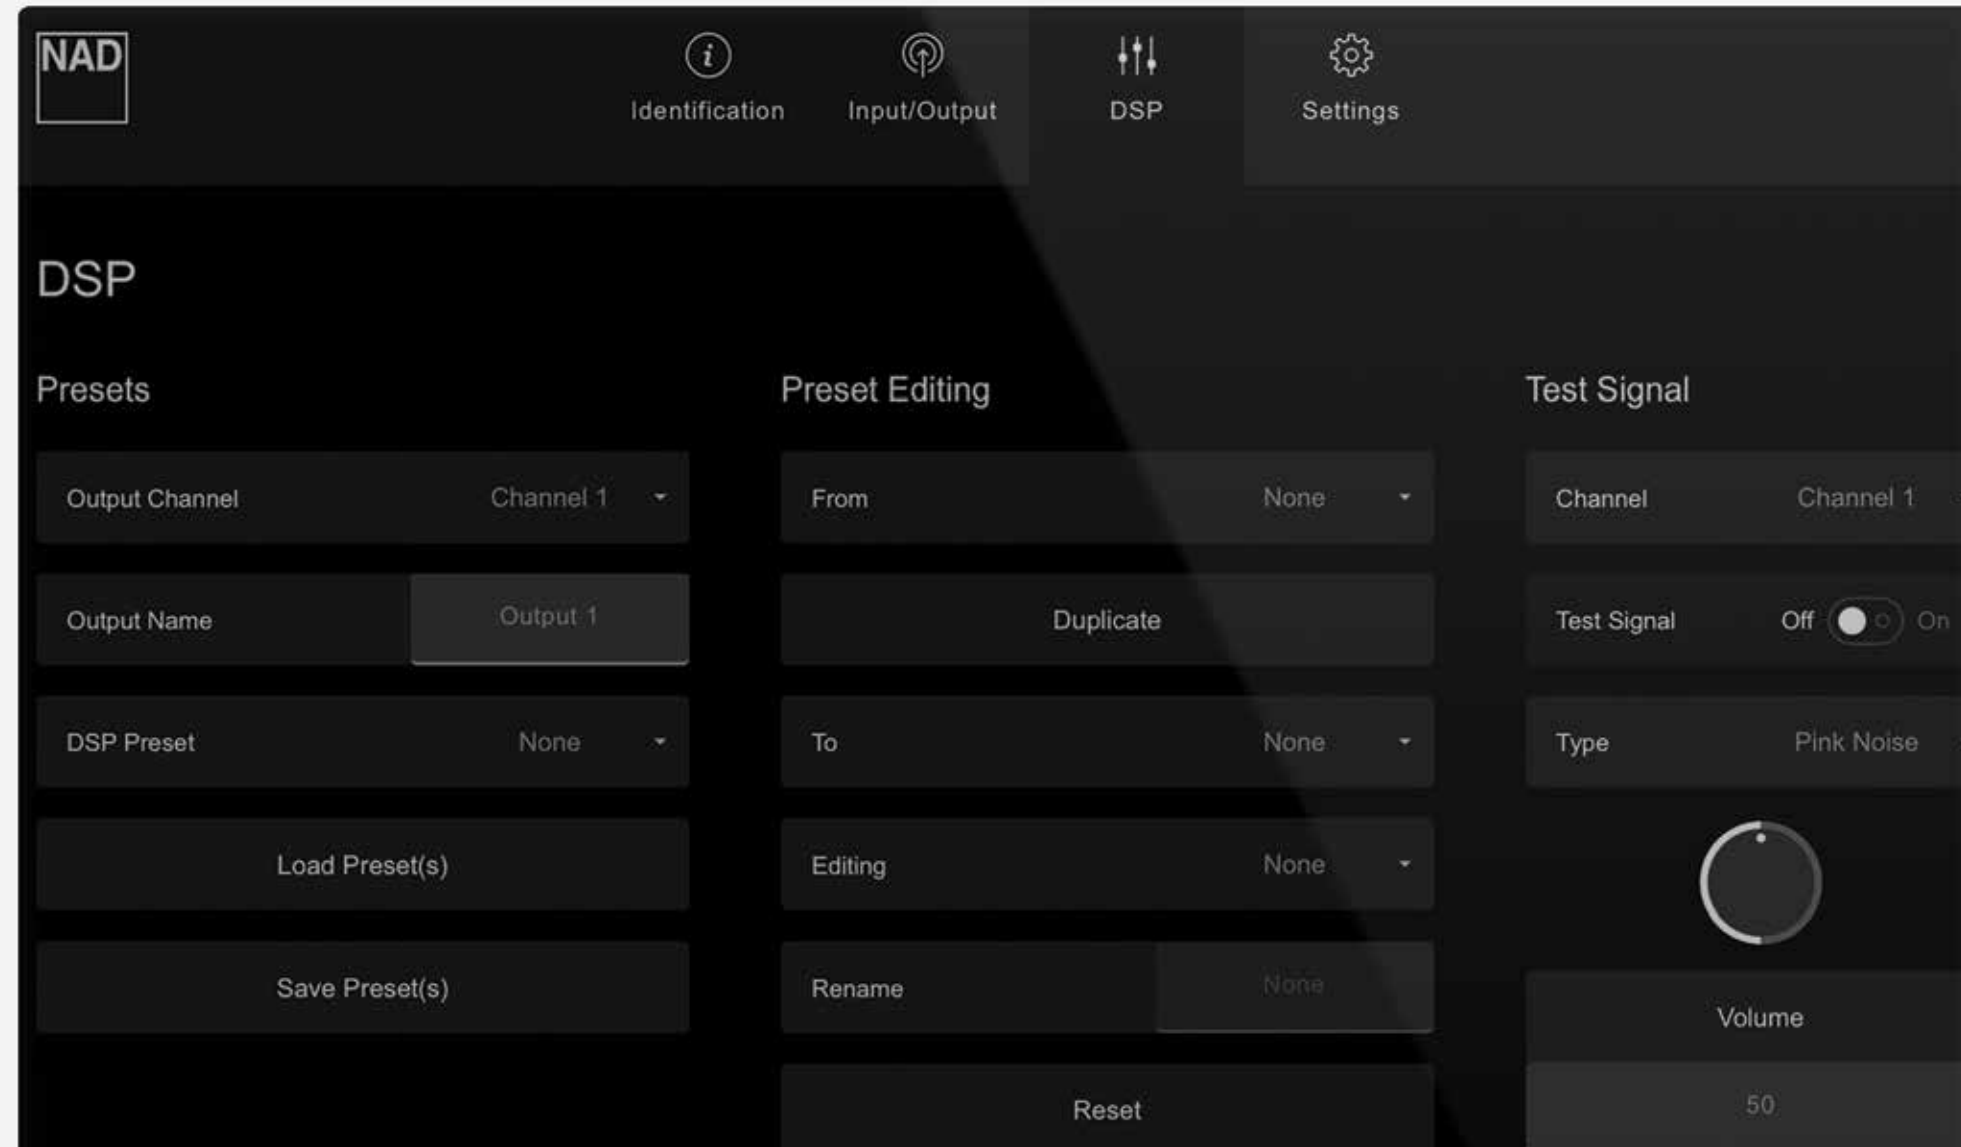 NAD
Identification
Input/Output
DSP
Settings
DSP
Presets
Output Channel Channel 1
Output Name Output 1
DSP Preset None
Load Preset(s)
Save Preset(s)
Preset Editing
From None
Duplicate
To None
Editing None
Rename None
Reset
Test Signal
Channel Channel 1
Test Signal Off On
Type Pink Noise
Volume
50